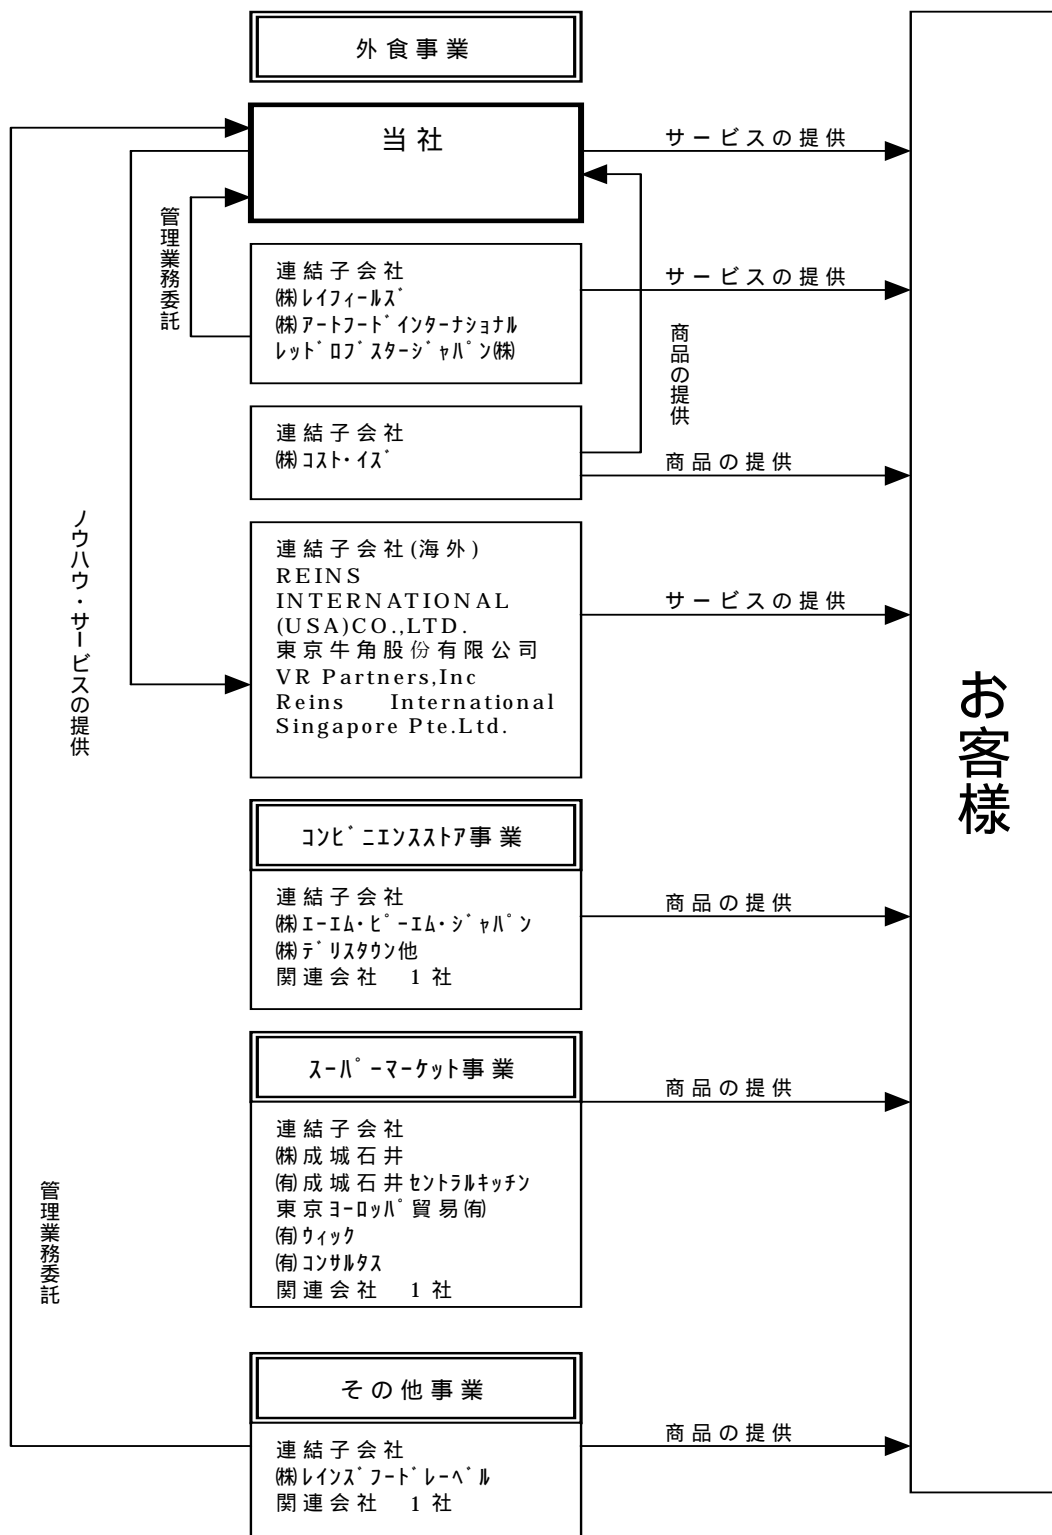 外食事業
当社
サービスの提供
管理業務委託
連結子会社
㈱ﾚｲﾌｨｰﾙｽﾞ
㈱ｱｰﾄﾌｰﾄﾞｲﾝﾀｰﾅｼｮﾅﾙ
ﾚｯﾄﾞﾛﾌﾞｽﾀｰｼﾞｬﾊﾟﾝ㈱
サービスの提供
商品の提供
連結子会社
㈱ｺｽﾄ･ｲｽﾞ
商品の提供
ノウハウ・サービスの提供
連結子会社(海外)
REINS
INTERNATIONAL
(USA)CO.,LTD.
東京牛角股份有限公司
VR Partners,Inc
Reins International
Singapore Pte.Ltd.
サービスの提供
お客様
ｺﾝﾋﾞﾆｴﾝｽｽﾄｱ事業
連結子会社
㈱ｴｰｴﾑ･ﾋﾟｰｴﾑ･ｼﾞｬﾊﾟﾝ
㈱ﾃﾞﾘｽﾀｳﾝ他
関連会社 1社
商品の提供
ｽｰﾊﾟｰﾏｰｹｯﾄ事業
商品の提供
連結子会社
㈱成城石井
㈲成城石井ｾﾝﾄﾗﾙｷｯﾁﾝ
東京ﾖｰﾛｯﾊﾟ貿易㈲
㈲ｳｨｯｸ
㈲ｺﾝｻﾙﾀｽ
関連会社 1社
管理業務委託
その他事業
連結子会社
㈱ﾚｲﾝｽﾞﾌｰﾄﾞﾚｰﾍﾞﾙ
関連会社 1社
商品の提供